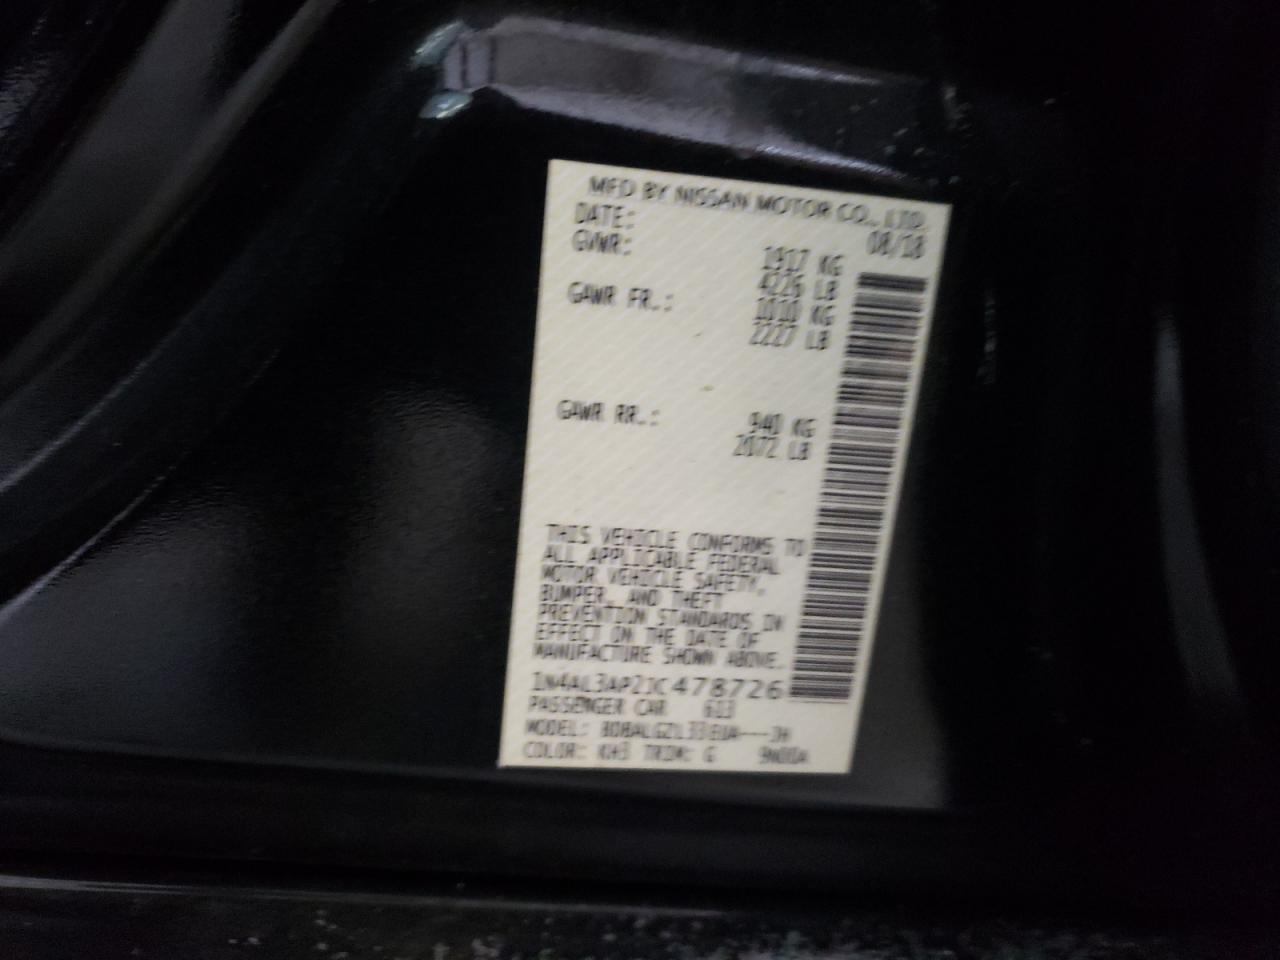 MFD BY NISSAN MOTOR CO., LTD.
DATE: 08/18
GVWR: 1917 KG
4226 LB
GAWR FR.: 1010 KG
2227 LB
GAWR RR.: 940 KG
2072 LB
THIS VEHICLE CONFORMS TO
ALL APPLICABLE FEDERAL
MOTOR VEHICLE SAFETY,
BUMPER, AND THEFT
PREVENTION STANDARDS IN
EFFECT ON THE DATE OF
MANUFACTURE SHOWN ABOVE.
1N4AL3AP2JC478726
PASSENGER CAR 613
MODEL:
COLOR: KH3 TRIM: G